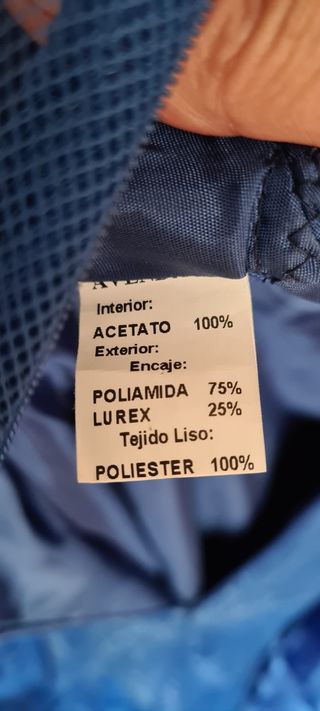 Interior:
ACETATO 100%
Exterior:
Encaje:
POLIAMIDA 75%
LUREX 25%
Tejido Liso:
POLIESTER 100%